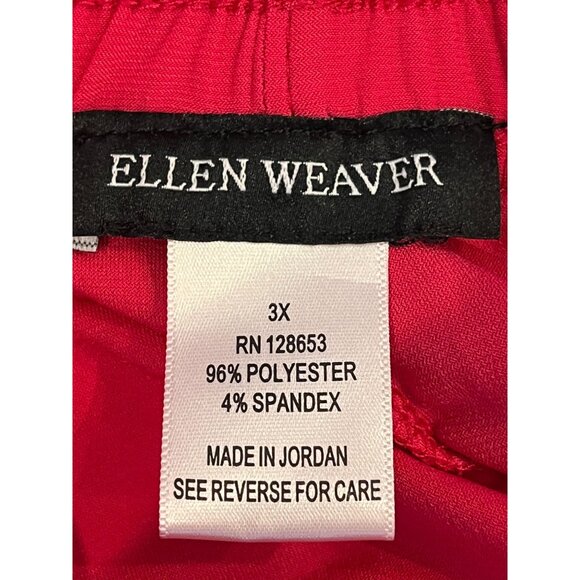 ELLEN WEAVER
3X
RN 128653
96% POLYESTER
4% SPANDEX
MADE IN JORDAN
SEE REVERSE FOR CARE